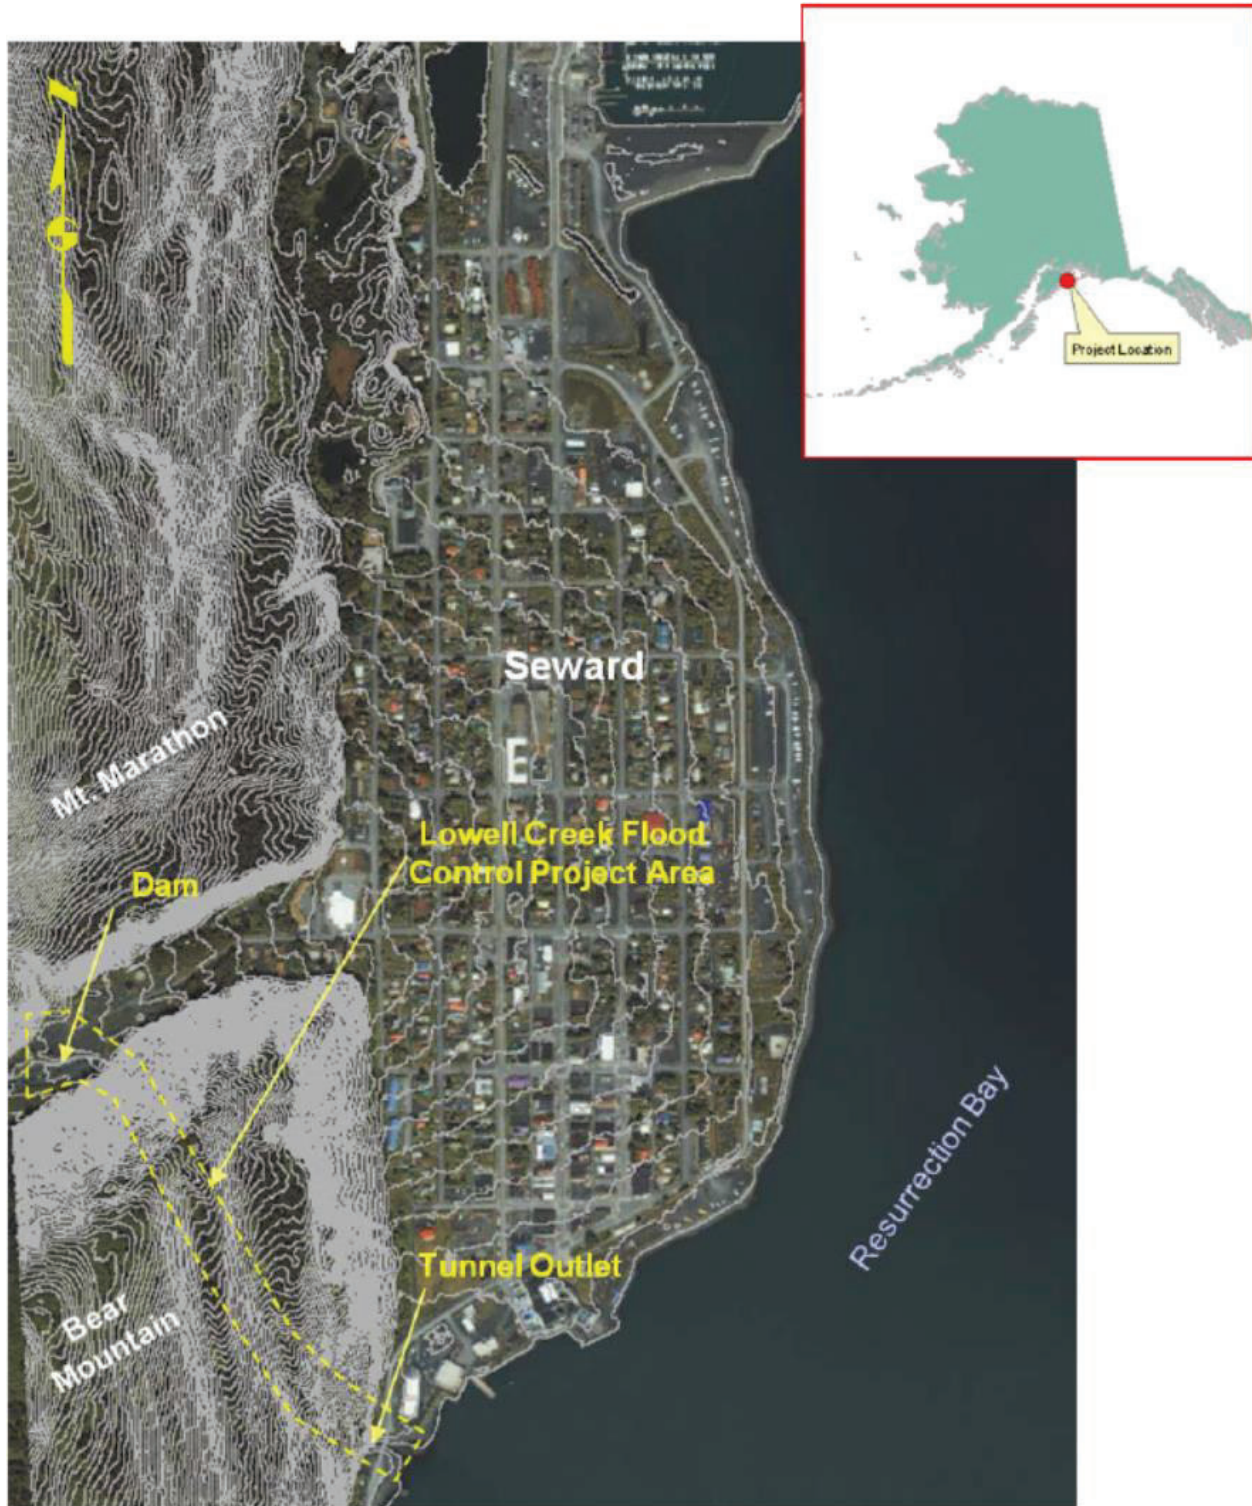 Project Location
Seward
Mt. Marathon
Lowell Creek Flood
Control Project Area
Dam
Resurrection Bay
Tunnel Outlet
Bear
Mountain